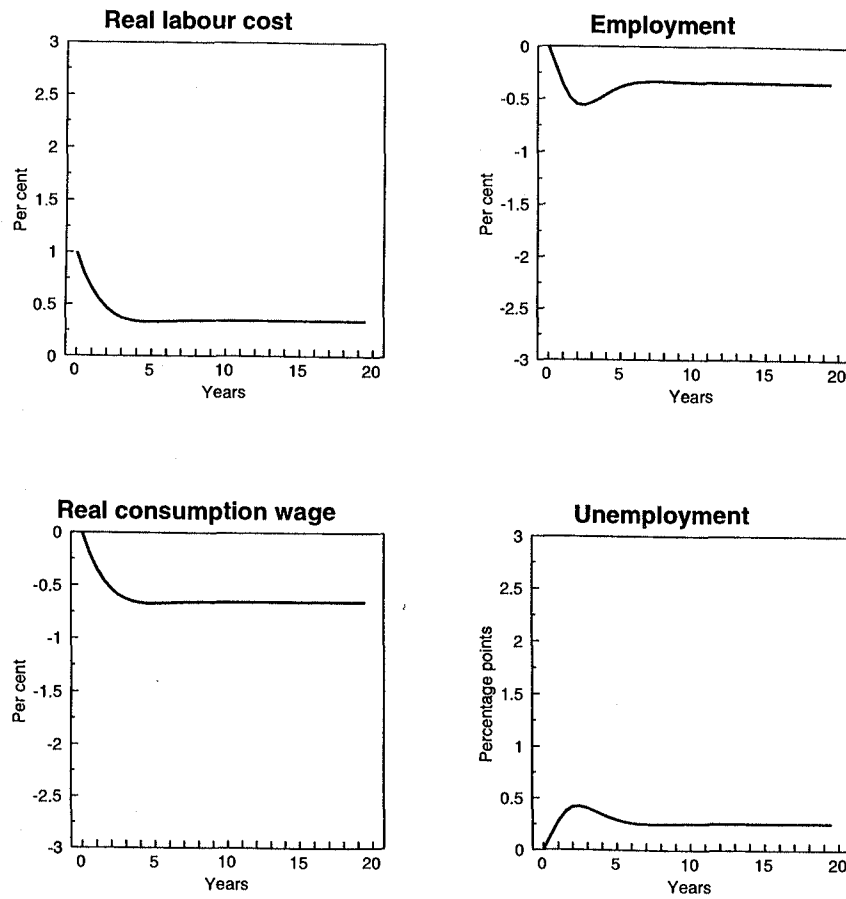 Real labour cost
3
2.5
2
1.5
1
0.5
0
Per cent
0 5 10 15 20
Years
Employment
0
-0.5
-1
-1.5
-2
-2.5
-3
Per cent
0 5 10 15 20
Years
Real consumption wage
0
-0.5
-1
-1.5
-2
-2.5
-3
Per cent
0 5 10 15 20
Years
Unemployment
3
2.5
2
1.5
1
0.5
0
Percentage points
0 5 10 15 20
Years